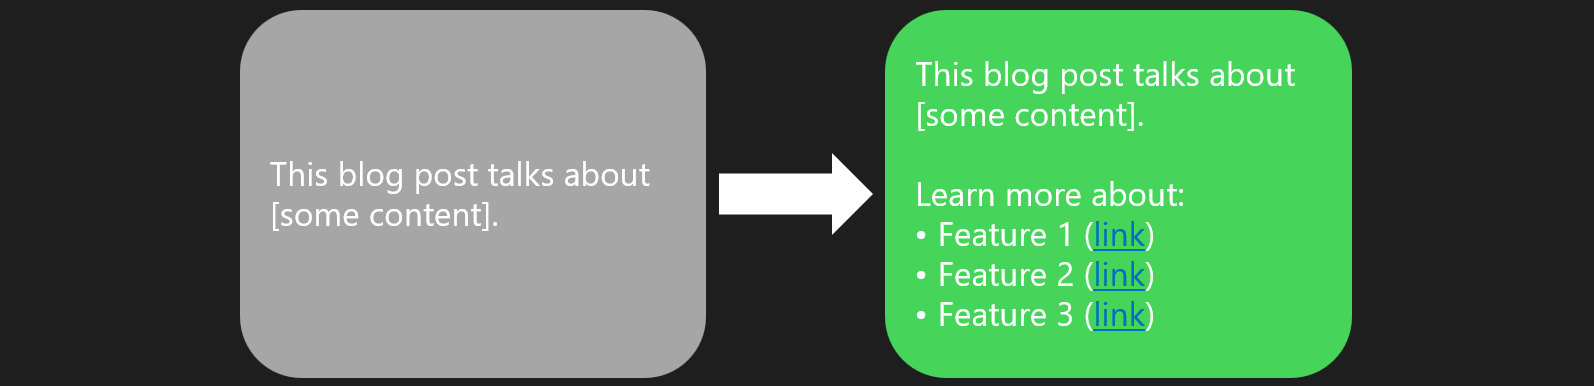 This blog post talks about
[some content].
This blog post talks about
[some content].
Learn more about:
• Feature 1 (link)
• Feature 2 (link)
• Feature 3 (link)